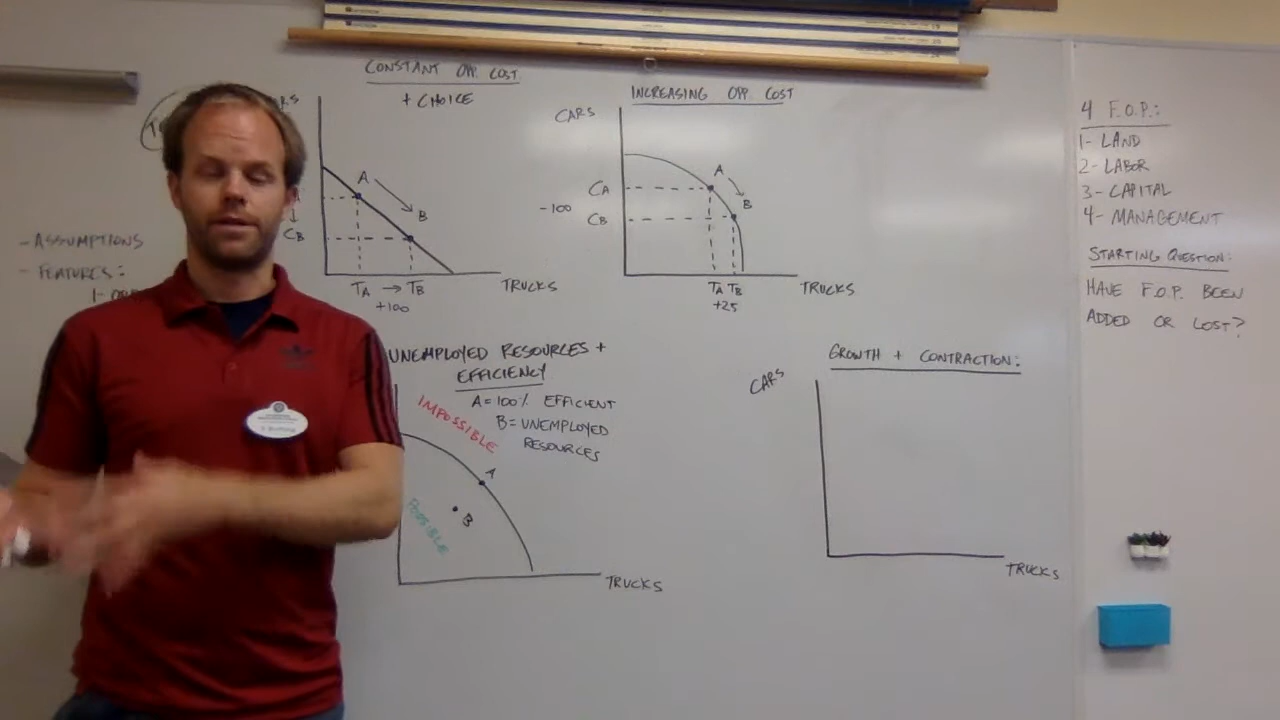 CONSTANT OPP. COST
+ CHOICE
A
B
CB
TA → TB
+100
TRUCKS
INCREASING OPP. COST
CARS
A
B
CA
-100
CB
TA TB
+25
TRUCKS
4 F.O.P.:
1- LAND
2- LABOR
3- CAPITAL
4- MANAGEMENT
STARTING QUESTION:
HAVE F.O.P. BEEN
ADDED OR LOST?
- ASSUMPTIONS
- FEATURES:
UNEMPLOYED RESOURCES +
EFFICIENCY
A = 100% EFFICIENT
B = UNEMPLOYED
RESOURCES
IMPOSSIBLE
POSSIBLE
A
B
TRUCKS
GROWTH + CONTRACTION:
CARS
TRUCKS